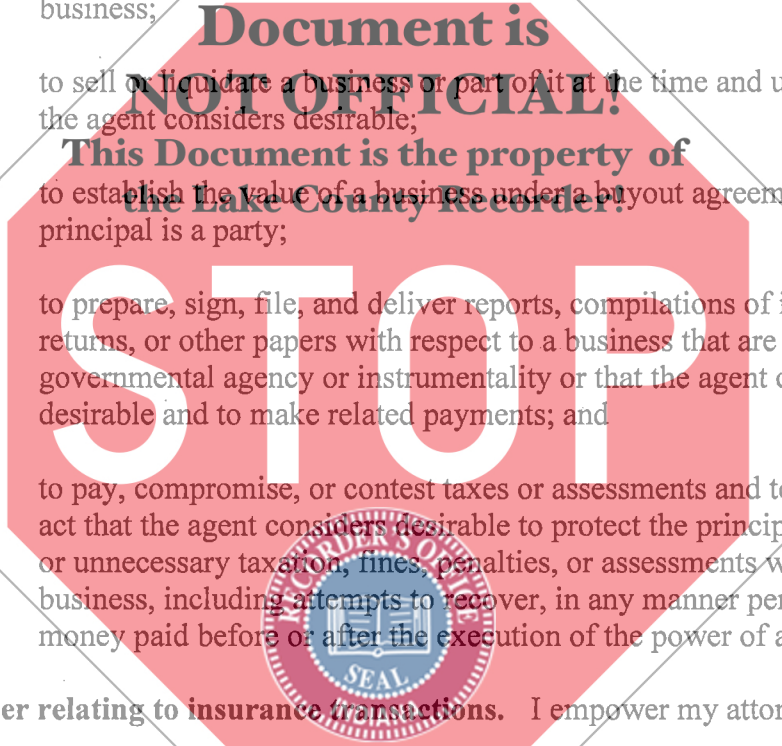 business;
Document is
to sell or liquidate a business or part of it at the time and u
NOT OFFICIAL!
the agent considers desirable;
This Document is the property of
to establish the value of a business under a buyout agreem
the Lake County Recorder!
principal is a party;
STOP
to prepare, sign, file, and deliver reports, compilations of i
returns, or other papers with respect to a business that are
governmental agency or instrumentality or that the agent c
desirable and to make related payments; and
to pay, compromise, or contest taxes or assessments and t
act that the agent considers desirable to protect the princip
or unnecessary taxation, fines, penalties, or assessments w
business, including attempts to recover, in any manner per
money paid before or after the execution of the power of a
RECORDER'S OFFICE
SEAL
INDIANA
er relating to insurance transactions. I empower my attor